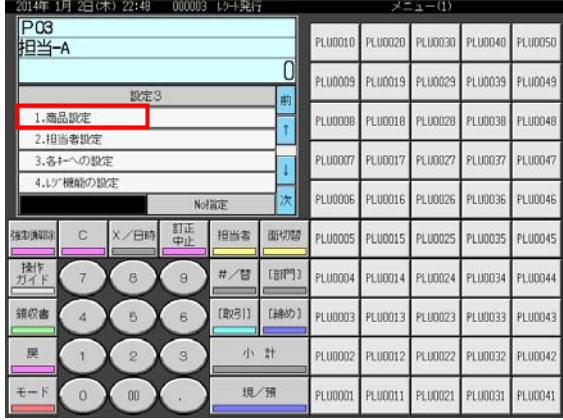 2014年 1月 2日(木) 22:48 000003 レシート発行 メニュー(1)
P03
担当-A
0
設定3
前
1.商品設定
↑
2.担当者設定
3.各キーへの設定
↓
4.レジ機能の設定
No指定
次
PLU0010 PLU0020 PLU0030 PLU0040 PLU0050
PLU0009 PLU0019 PLU0029 PLU0039 PLU0049
PLU0008 PLU0018 PLU0028 PLU0038 PLU0048
PLU0007 PLU0017 PLU0027 PLU0037 PLU0047
PLU0006 PLU0016 PLU0026 PLU0036 PLU0046
強制解除 C X/日時 訂正中止 担当者 面切替 PLU0005 PLU0015 PLU0025 PLU0035 PLU0045
操作ガイド 7 8 9 #/替 [部門] PLU0004 PLU0014 PLU0024 PLU0034 PLU0044
領収書 4 5 6 [取引] [締め] PLU0003 PLU0013 PLU0023 PLU0033 PLU0043
戻 1 2 3 小 計 PLU0002 PLU0012 PLU0022 PLU0032 PLU0042
モード 0 00 . 現/預 PLU0001 PLU0011 PLU0021 PLU0031 PLU0041